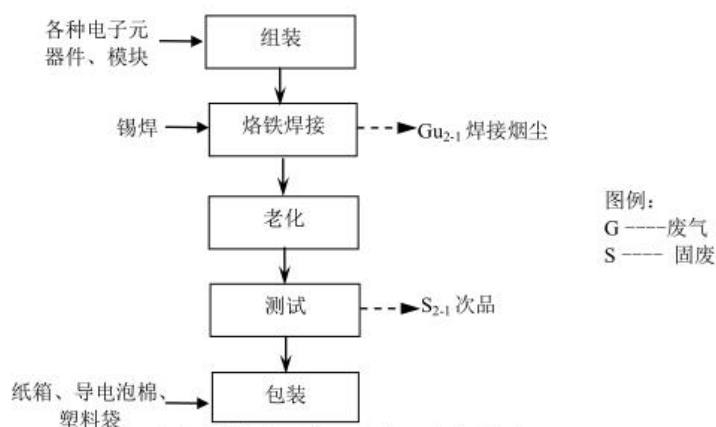 各种电子元
器件、模块
组装
锡焊
烙铁焊接
Gu2-1 焊接烟尘
老化
图例：
G ----废气
S ---- 固废
测试
S2-1 次品
纸箱、导电泡棉、
塑料袋
包装